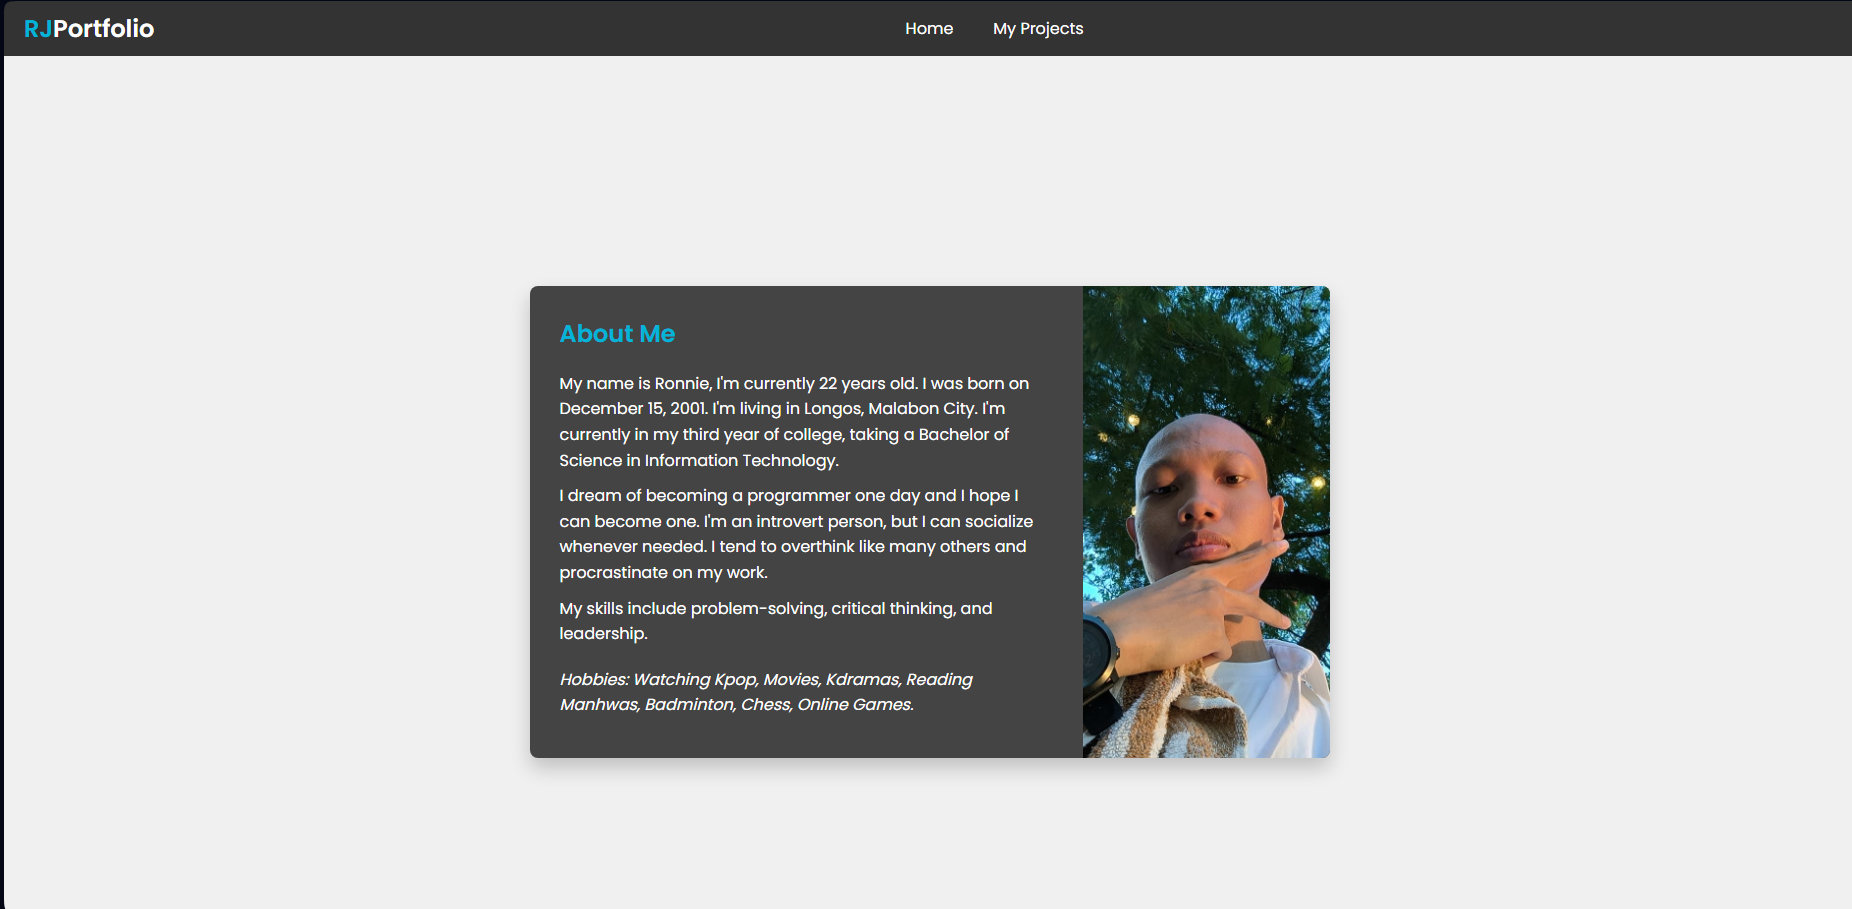 RJPortfolio
Home
My Projects
About Me
My name is Ronnie, I'm currently 22 years old. I was born on
December 15, 2001. I'm living in Longos, Malabon City. I'm
currently in my third year of college, taking a Bachelor of
Science in Information Technology.
I dream of becoming a programmer one day and I hope I
can become one. I'm an introvert person, but I can socialize
whenever needed. I tend to overthink like many others and
procrastinate on my work.
My skills include problem-solving, critical thinking, and
leadership.
Hobbies: Watching Kpop, Movies, Kdramas, Reading
Manhwas, Badminton, Chess, Online Games.